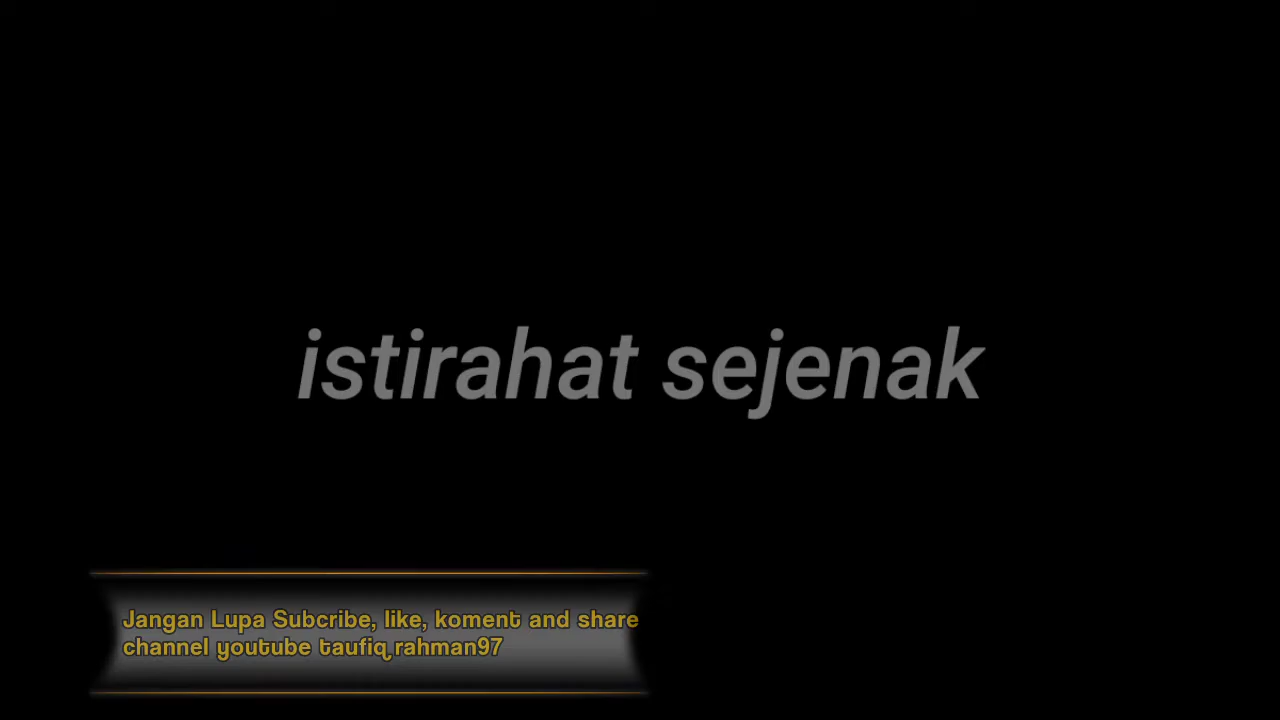 istirahat sejenak
Jangan Lupa Subcribe, like, koment and share
channel youtube taufiq rahman97